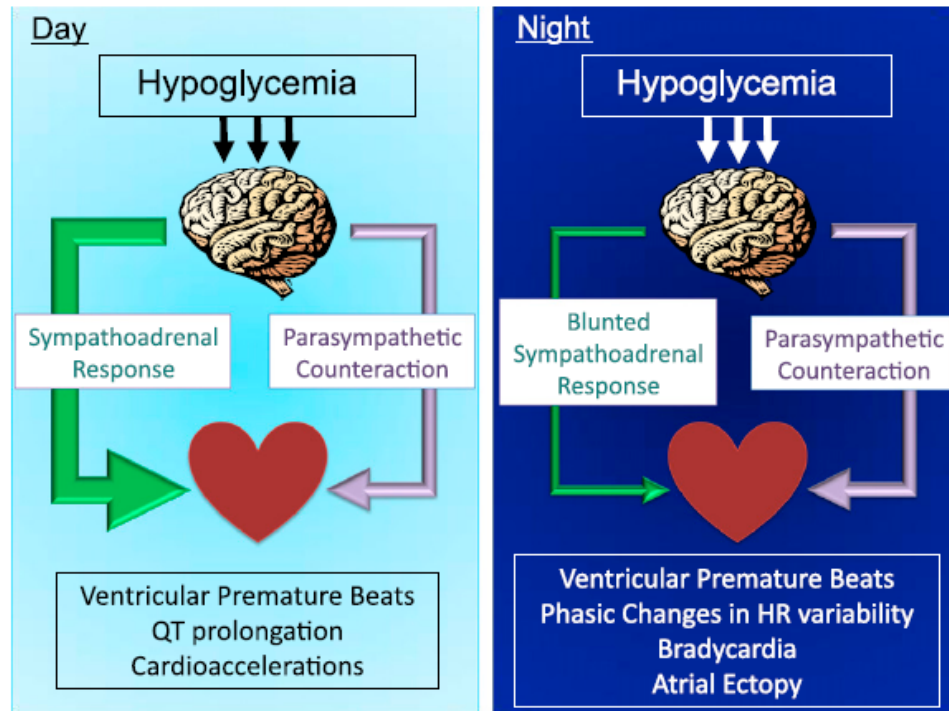 Day
Hypoglycemia
Sympathoadrenal
Response
Parasympathetic
Counteraction
Ventricular Premature Beats
QT prolongation
Cardioaccelerations
Night
Hypoglycemia
Blunted
Sympathoadrenal
Response
Parasympathetic
Counteraction
Ventricular Premature Beats
Phasic Changes in HR variability
Bradycardia
Atrial Ectopy